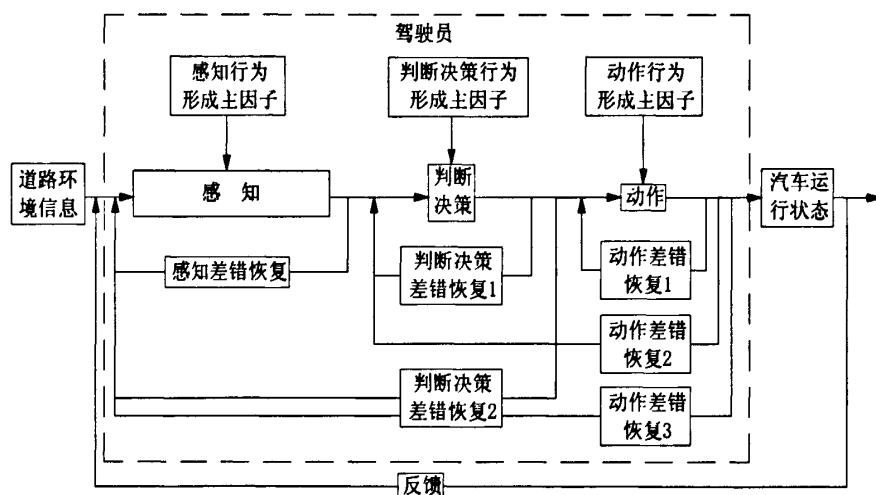 驾驶员
感知行为
形成主因子
判断决策行为
形成主因子
动作行为
形成主因子
道路环
境信息
感 知
判断
决策
动作
汽车运
行状态
感知差错恢复
判断决策
差错恢复1
动作差错
恢复1
动作差错
恢复2
判断决策
差错恢复2
动作差错
恢复3
反馈